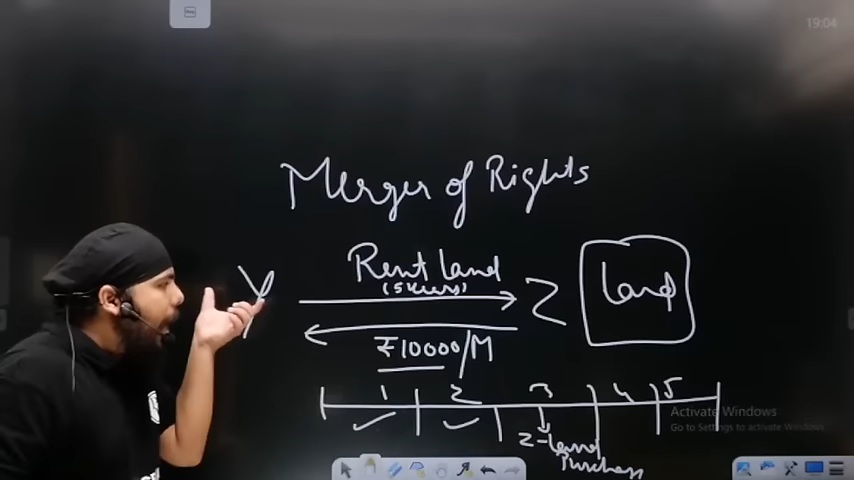 19:04
Merger of Rights
Y Rent land Z Land
(5 Years)
₹10000/M
1 2 3 4 5
Z-Land
Purchase
Activate Windows
Go to Settings to activate Windows.